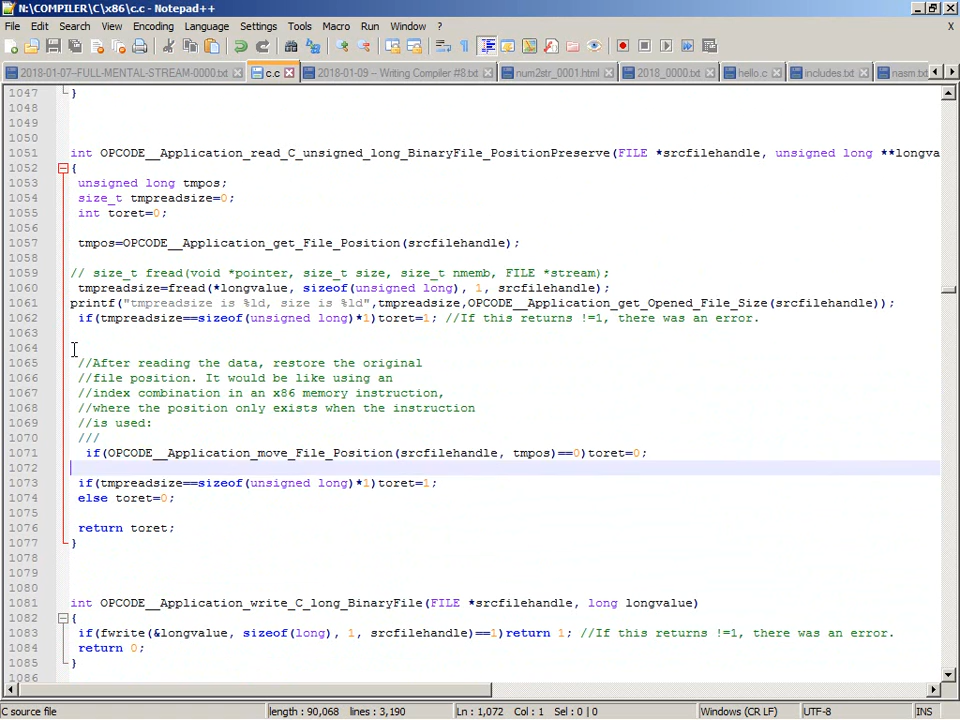 N:\COMPILER\C\x86\c.c - Notepad++
File Edit Search View Encoding Language Settings Tools Macro Run Window ? X
2018-01-07-FULL-MENTAL-STREAM-0000.txt c.c 2018-01-09 – Writing Compiler #8.txt num2str_0001.html 2018_0000.txt hello.c includes.txt nasm.txt
1047 }
1048
1049
1050
1051 int OPCODE__Application_read_C_unsigned_long_BinaryFile_PositionPreserve(FILE *srcfilehandle, unsigned long **longva
1052 {
1053 unsigned long tmpos;
1054 size_t tmpreadsize=0;
1055 int toret=0;
1056
1057 tmpos=OPCODE__Application_get_File_Position(srcfilehandle);
1058
1059 // size_t fread(void *pointer, size_t size, size_t nmemb, FILE *stream);
1060 tmpreadsize=fread(*longvalue, sizeof(unsigned long), 1, srcfilehandle);
1061 printf("tmpreadsize is %ld, size is %ld",tmpreadsize,OPCODE__Application_get_Opened_File_Size(srcfilehandle));
1062 if(tmpreadsize==sizeof(unsigned long)*1)toret=1; //If this returns !=1, there was an error.
1063
1064
1065 //After reading the data, restore the original
1066 //file position. It would be like using an
1067 //index combination in an x86 memory instruction,
1068 //where the position only exists when the instruction
1069 //is used:
1070 ///
1071 if(OPCODE__Application_move_File_Position(srcfilehandle, tmpos)==0)toret=0;
1072
1073 if(tmpreadsize==sizeof(unsigned long)*1)toret=1;
1074 else toret=0;
1075
1076 return toret;
1077 }
1078
1079
1080
1081 int OPCODE__Application_write_C_long_BinaryFile(FILE *srcfilehandle, long longvalue)
1082 {
1083 if(fwrite(&longvalue, sizeof(long), 1, srcfilehandle)==1)return 1; //If this returns !=1, there was an error.
1084 return 0;
1085 }
1086
C source file length : 90,068 lines : 3,190 Ln : 1,072 Col : 1 Sel : 0 | 0 Windows (CR LF) UTF-8 INS